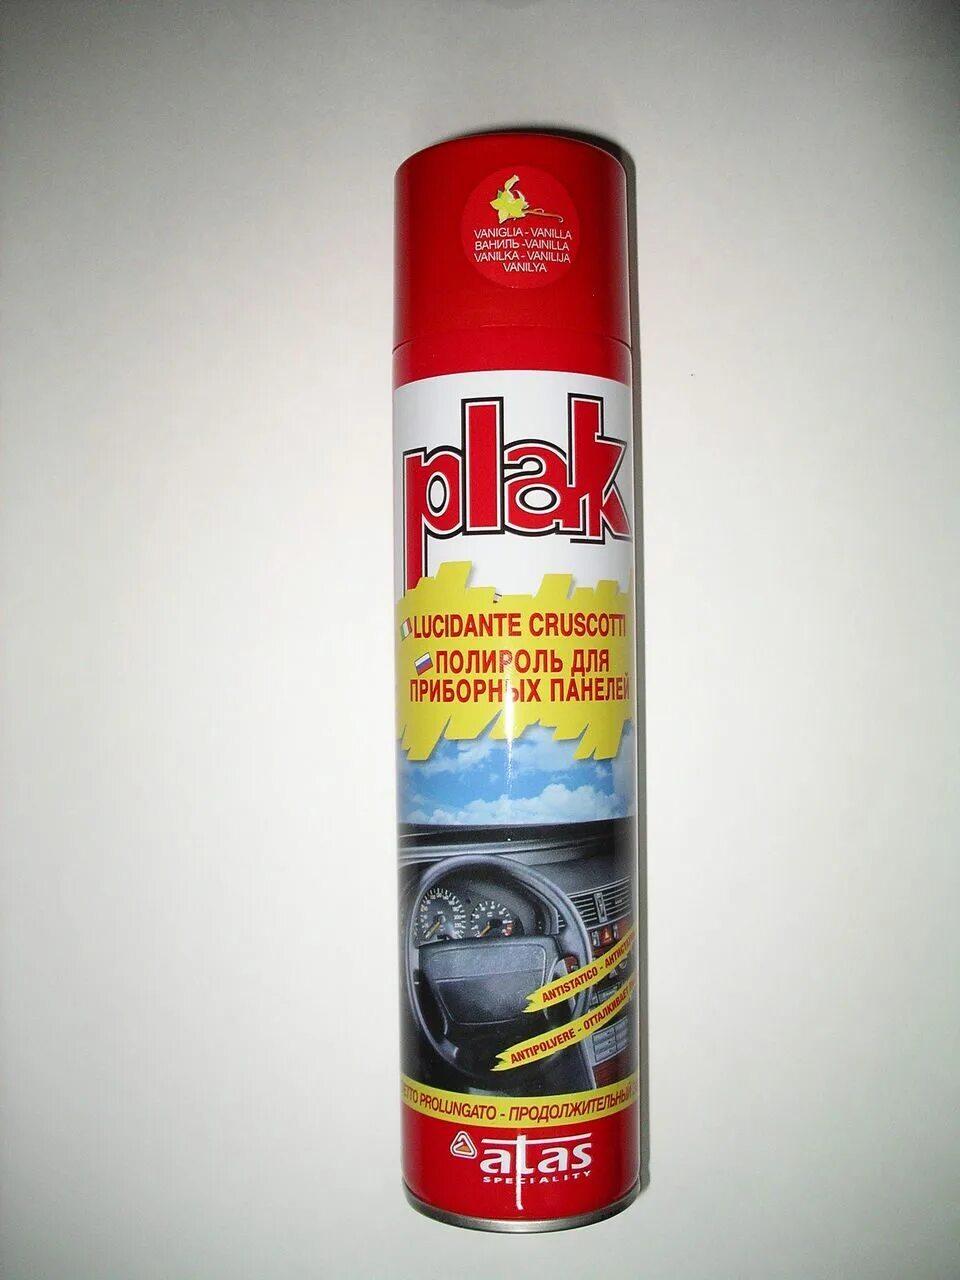 VANIGLIA - VANILLA
ВАНИЛЬ - VAINILLA
VANILKA - VANILIJA
VANILYA
plak
LUCIDANTE CRUSCOTTI
ПОЛИРОЛЬ ДЛЯ
ПРИБОРНЫХ ПАНЕЛЕЙ
ANTISTATICO -
ANTIPOLVERE - ОТТАЛКИВАЕТ
PROLUNGATO - ПРОДОЛЖИТЕЛЬНЫЙ
atas
SPECIALITY